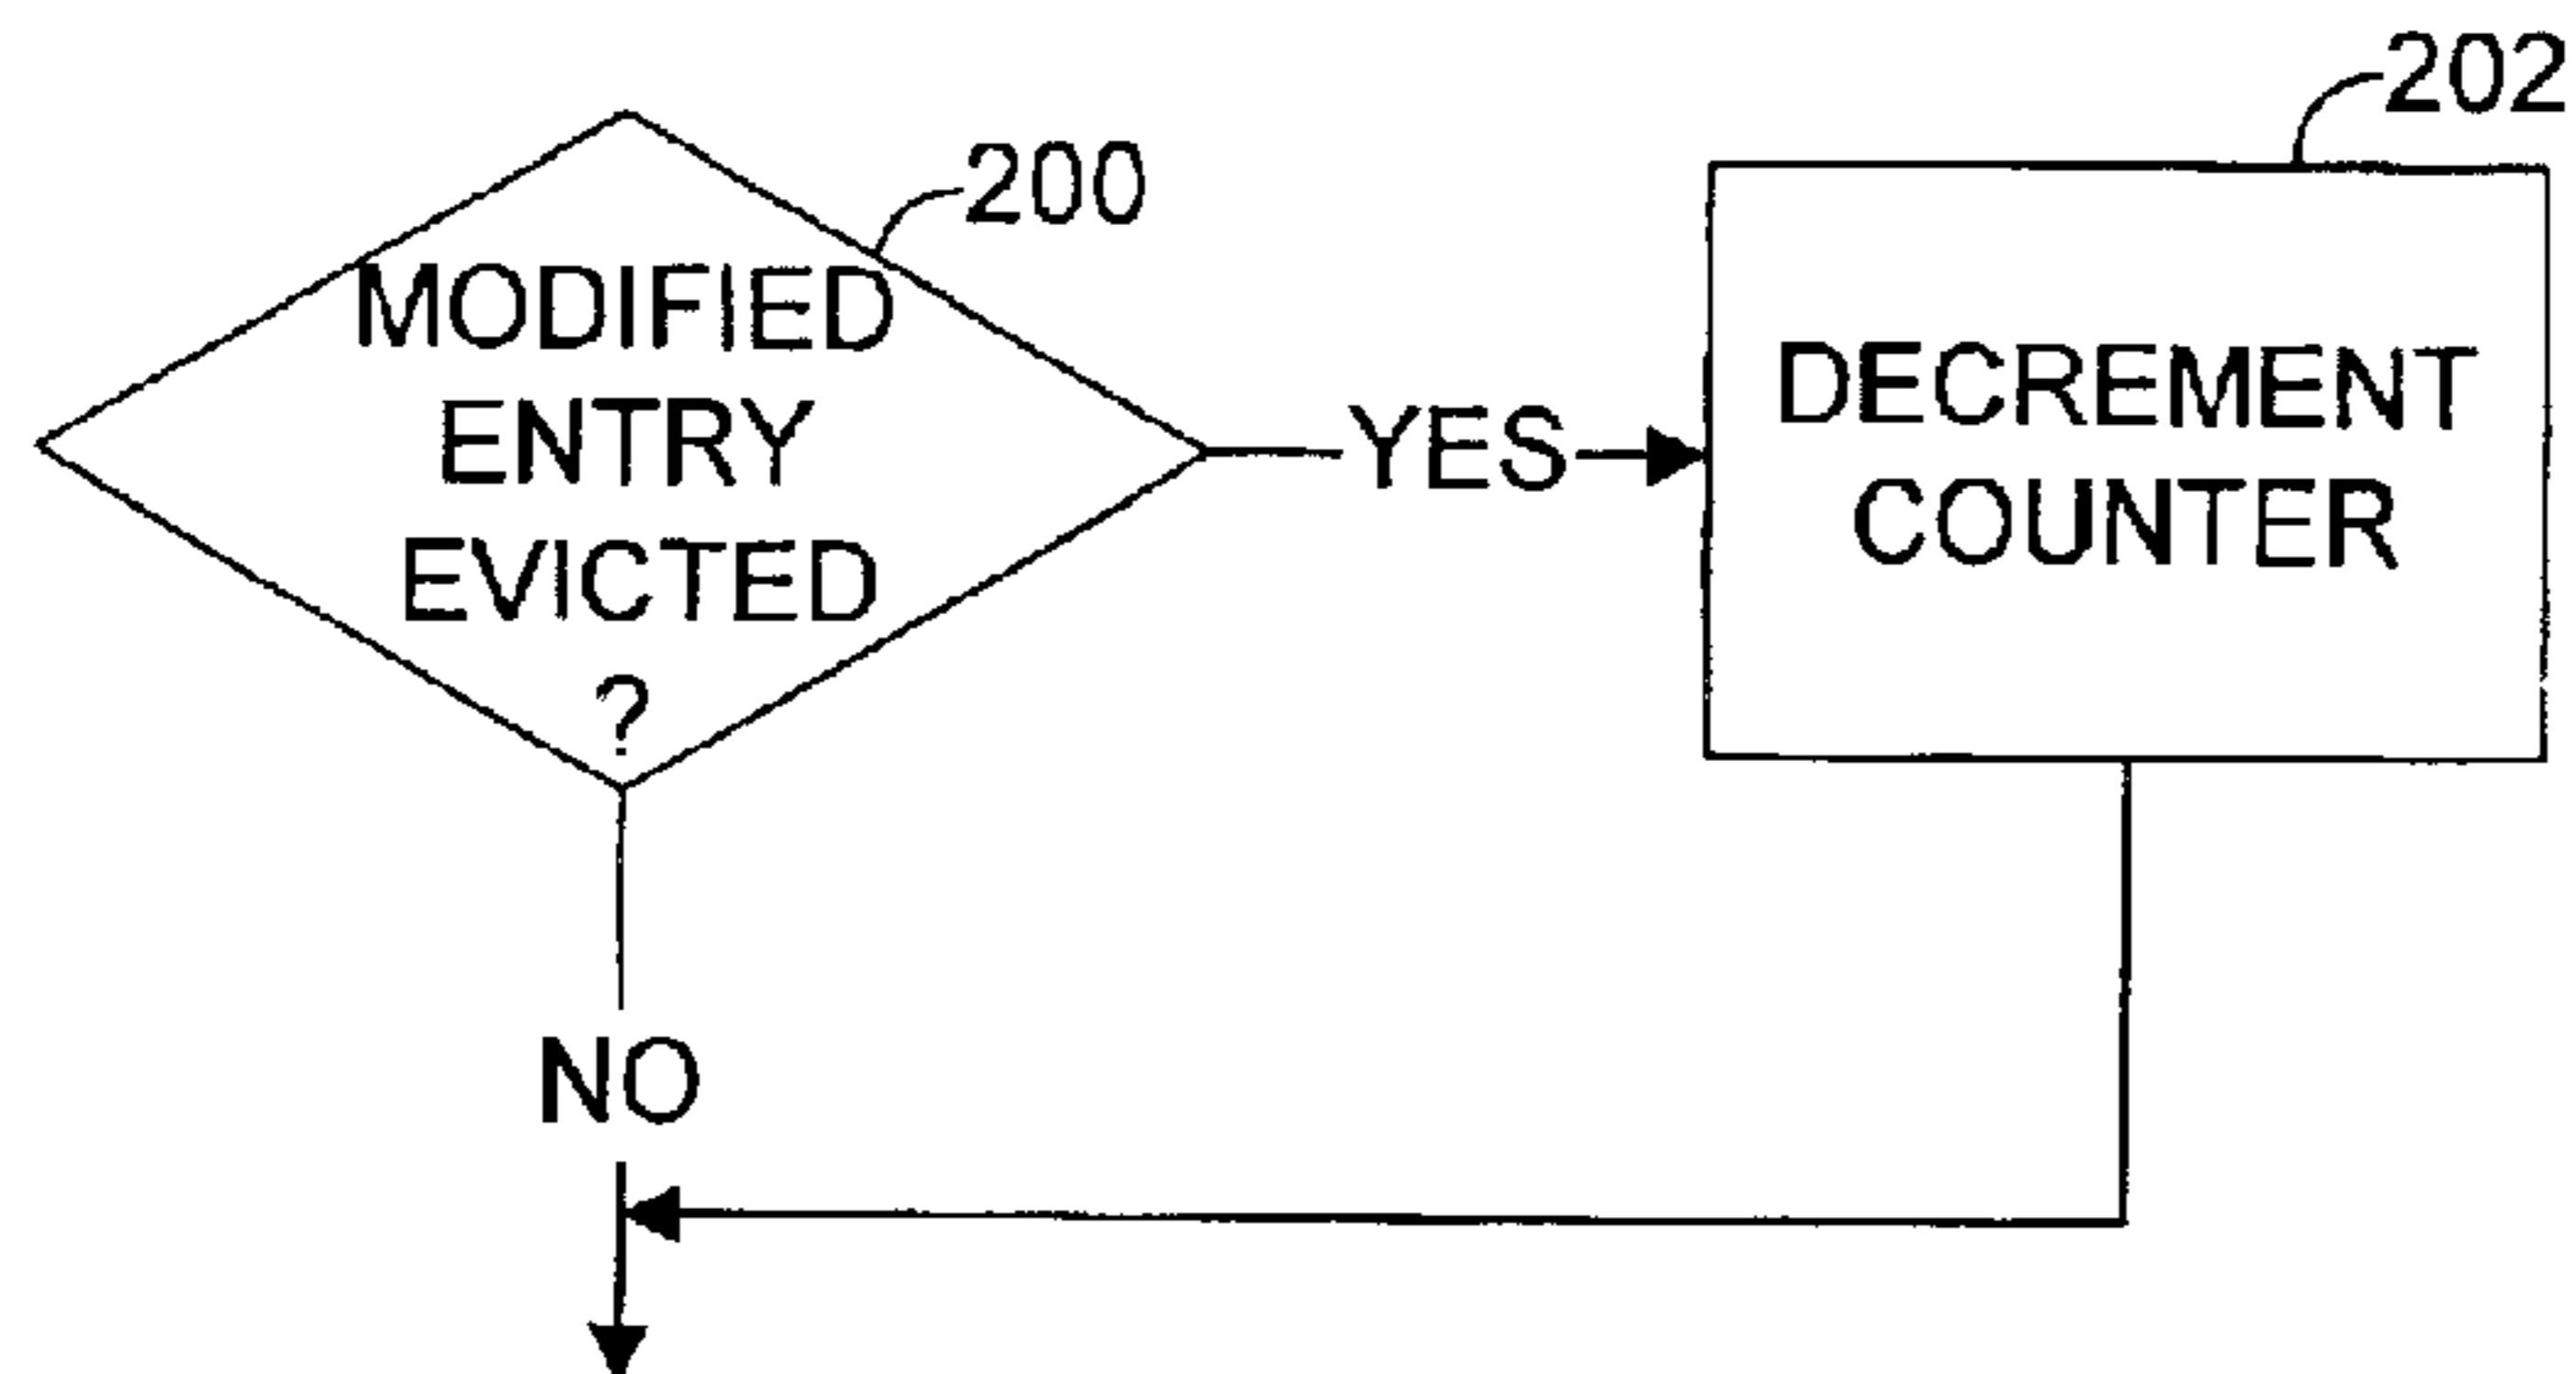 202
200
MODIFIED
ENTRY
EVICTED
?
YES
DECREMENT
COUNTER
NO